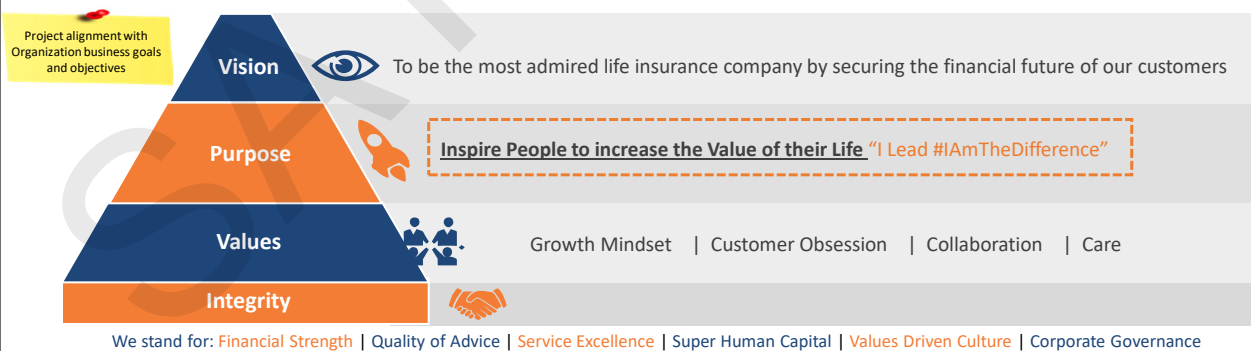 Project alignment with
Organization business goals
and objectives
Vision
To be the most admired life insurance company by securing the financial future of our customers
Purpose
Inspire People to increase the Value of their Life “I Lead #IAmTheDifference”
Values
Growth Mindset | Customer Obsession | Collaboration | Care
Integrity
We stand for: Financial Strength | Quality of Advice | Service Excellence | Super Human Capital | Values Driven Culture | Corporate Governance